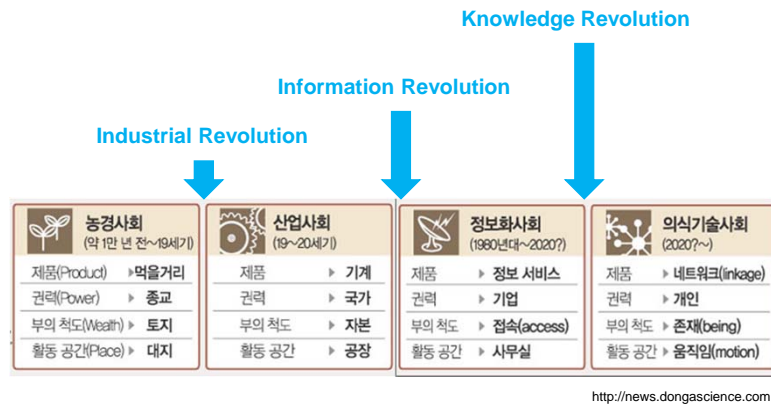 Knowledge Revolution
Information Revolution
Industrial Revolution
농경사회
(약 1만 년 전~19세기)
제품(Product) ▶먹을거리
권력(Power) ▶ 종교
부의 척도(Wealth) ▶ 토지
활동 공간(Place) ▶ 대지
산업사회
(19~20세기)
제품 ▶ 기계
권력 ▶ 국가
부의 척도 ▶ 자본
활동 공간 ▶ 공장
정보화사회
(1980년대~2020?)
제품 ▶ 정보 서비스
권력 ▶ 기업
부의 척도 ▶ 접속(access)
활동 공간 ▶ 사무실
의식기술사회
(2020?~)
제품 ▶ 네트워크(linkage)
권력 ▶ 개인
부의 척도 ▶ 존재(being)
활동 공간 ▶ 움직임(motion)
http://news.dongascience.com